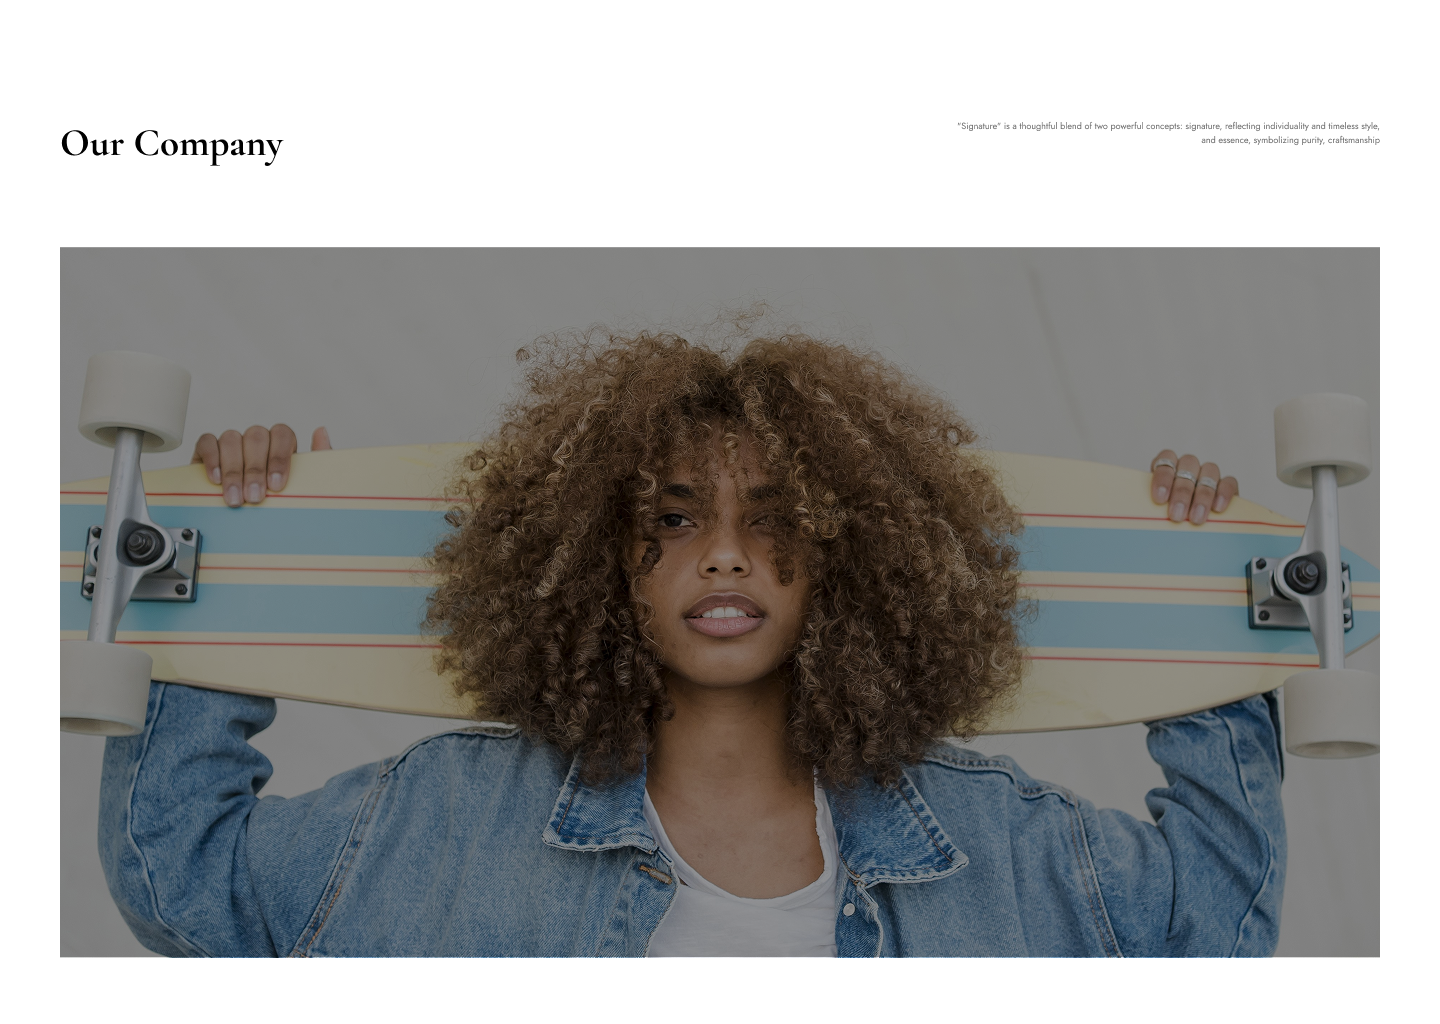 Our Company
"Signature" is a thoughtful blend of two powerful concepts: signature, reflecting individuality and timeless style,
and essence, symbolizing purity, craftsmanship